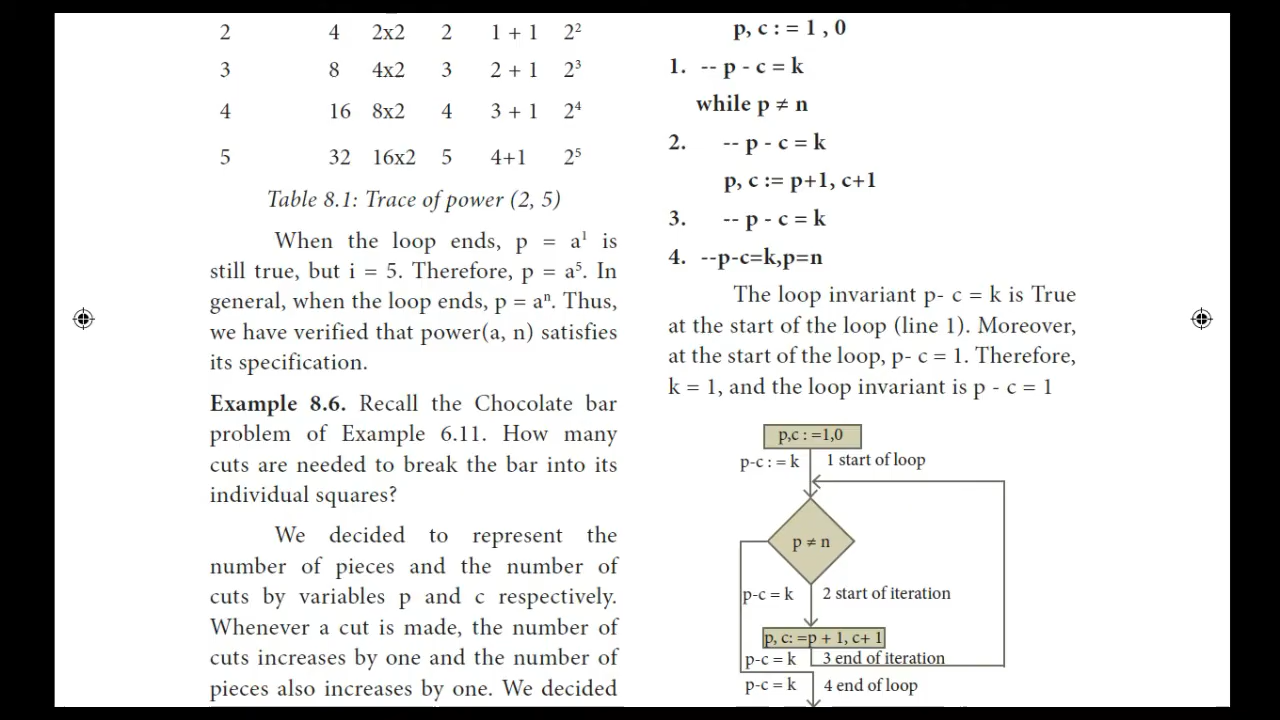 2 4 2x2 2 1 + 1 2²
3 8 4x2 3 2 + 1 2³
4 16 8x2 4 3 + 1 2⁴
5 32 16x2 5 4+1 2⁵
Table 8.1: Trace of power (2, 5)
When the loop ends, p = a¹ is
still true, but i = 5. Therefore, p = a⁵. In
general, when the loop ends, p = aⁿ. Thus,
we have verified that power(a, n) satisfies
its specification.
Example 8.6. Recall the Chocolate bar
problem of Example 6.11. How many
cuts are needed to break the bar into its
individual squares?
We decided to represent the
number of pieces and the number of
cuts by variables p and c respectively.
Whenever a cut is made, the number of
cuts increases by one and the number of
pieces also increases by one. We decided
p, c : = 1 , 0
1. -- p - c = k
while p ≠ n
2. -- p - c = k
p, c := p+1, c+1
3. -- p - c = k
4. --p-c=k,p=n
The loop invariant p- c = k is True
at the start of the loop (line 1). Moreover,
at the start of the loop, p- c = 1. Therefore,
k = 1, and the loop invariant is p - c = 1
p,c : =1,0
p-c : = k 1 start of loop
p ≠ n
p-c = k 2 start of iteration
p, c: =p + 1, c+ 1
p-c = k 3 end of iteration
p-c = k 4 end of loop